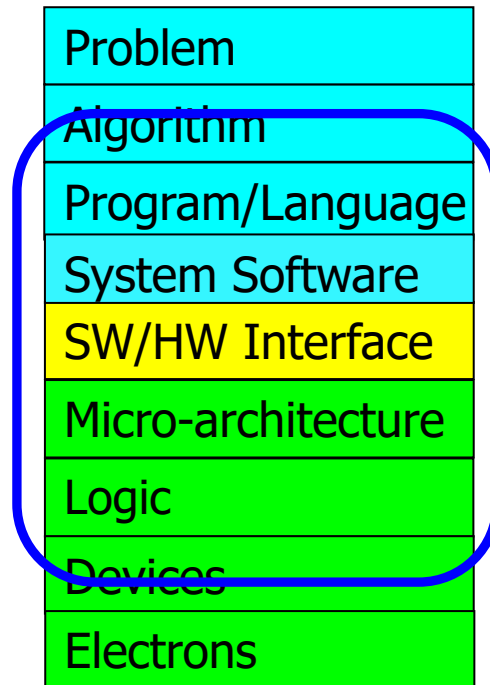 Problem
Algorithm
Program/Language
System Software
SW/HW Interface
Micro-architecture
Logic
Devices
Electrons